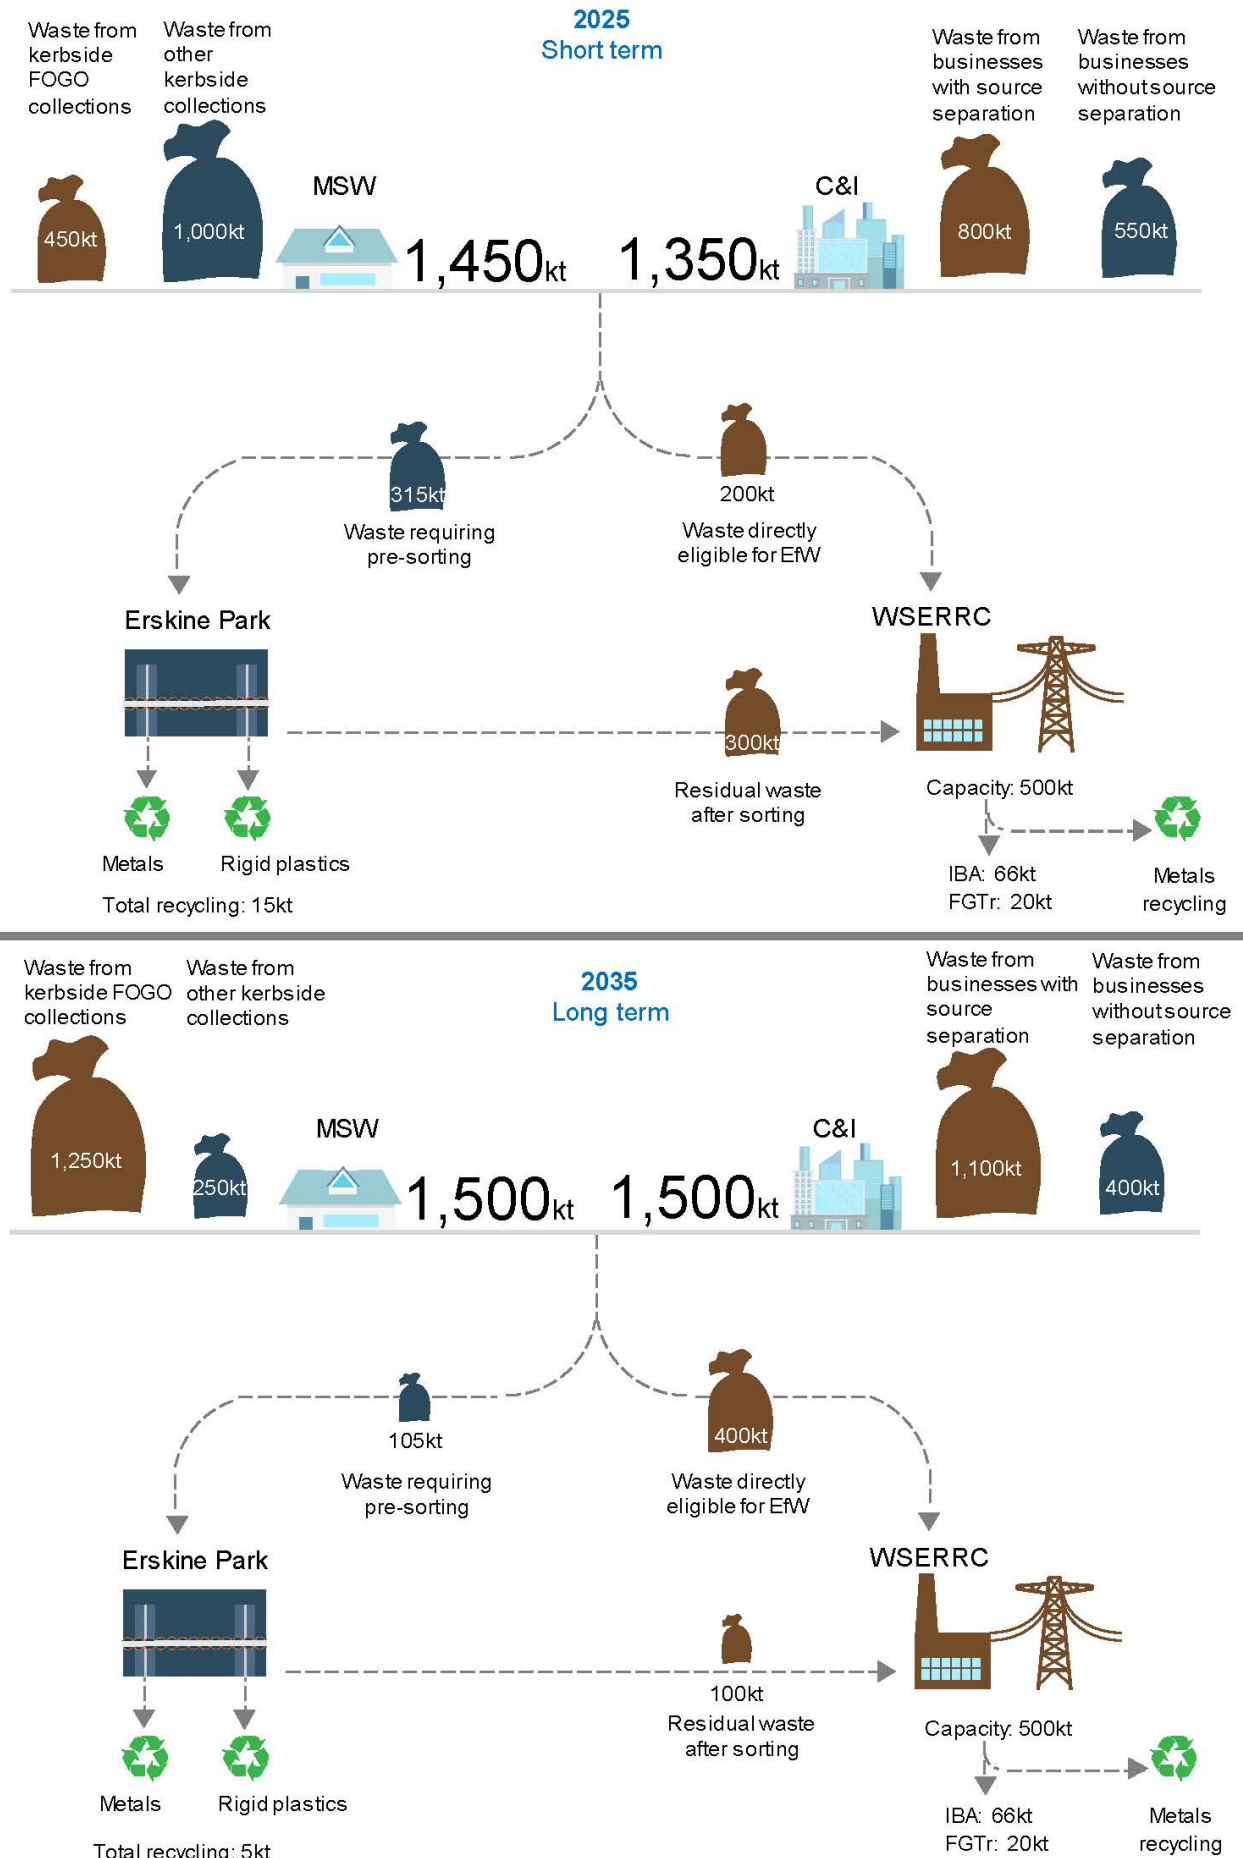 2025
Short term
Waste from
kerbside
FOGO
collections
Waste from
other
kerbside
collections
Waste from
businesses
with source
separation
Waste from
businesses
without source
separation
450kt
1,000kt
MSW
1,450kt
1,350kt
C&I
800kt
550kt
315kt
Waste requiring
pre-sorting
200kt
Waste directly
eligible for EfW
Erskine Park
WSERRC
300kt
Residual waste
after sorting
Capacity: 500kt
Metals
Rigid plastics
Total recycling: 15kt
IBA: 66kt
FGTr: 20kt
Metals
recycling
2035
Long term
Waste from
kerbside FOGO
collections
Waste from
other kerbside
collections
Waste from
businesses with
source
separation
Waste from
businesses
without source
separation
1,250kt
250kt
MSW
1,500kt
1,500kt
C&I
1,100kt
400kt
105kt
Waste requiring
pre-sorting
400kt
Waste directly
eligible for EfW
Erskine Park
WSERRC
100kt
Residual waste
after sorting
Capacity: 500kt
Metals
Rigid plastics
Total recycling: 5kt
IBA: 66kt
FGTr: 20kt
Metals
recycling